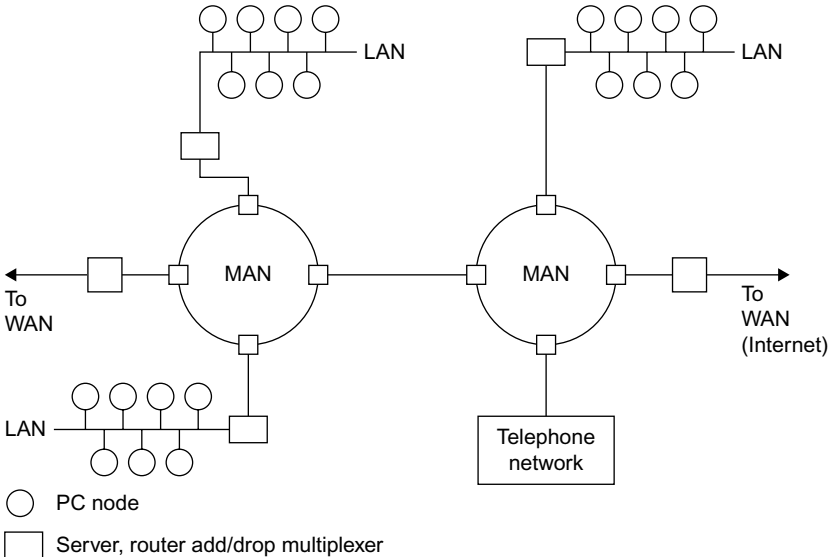 LAN
LAN
MAN
MAN
To
WAN
To
WAN
(Internet)
LAN
Telephone
network
PC node
Server, router add/drop multiplexer